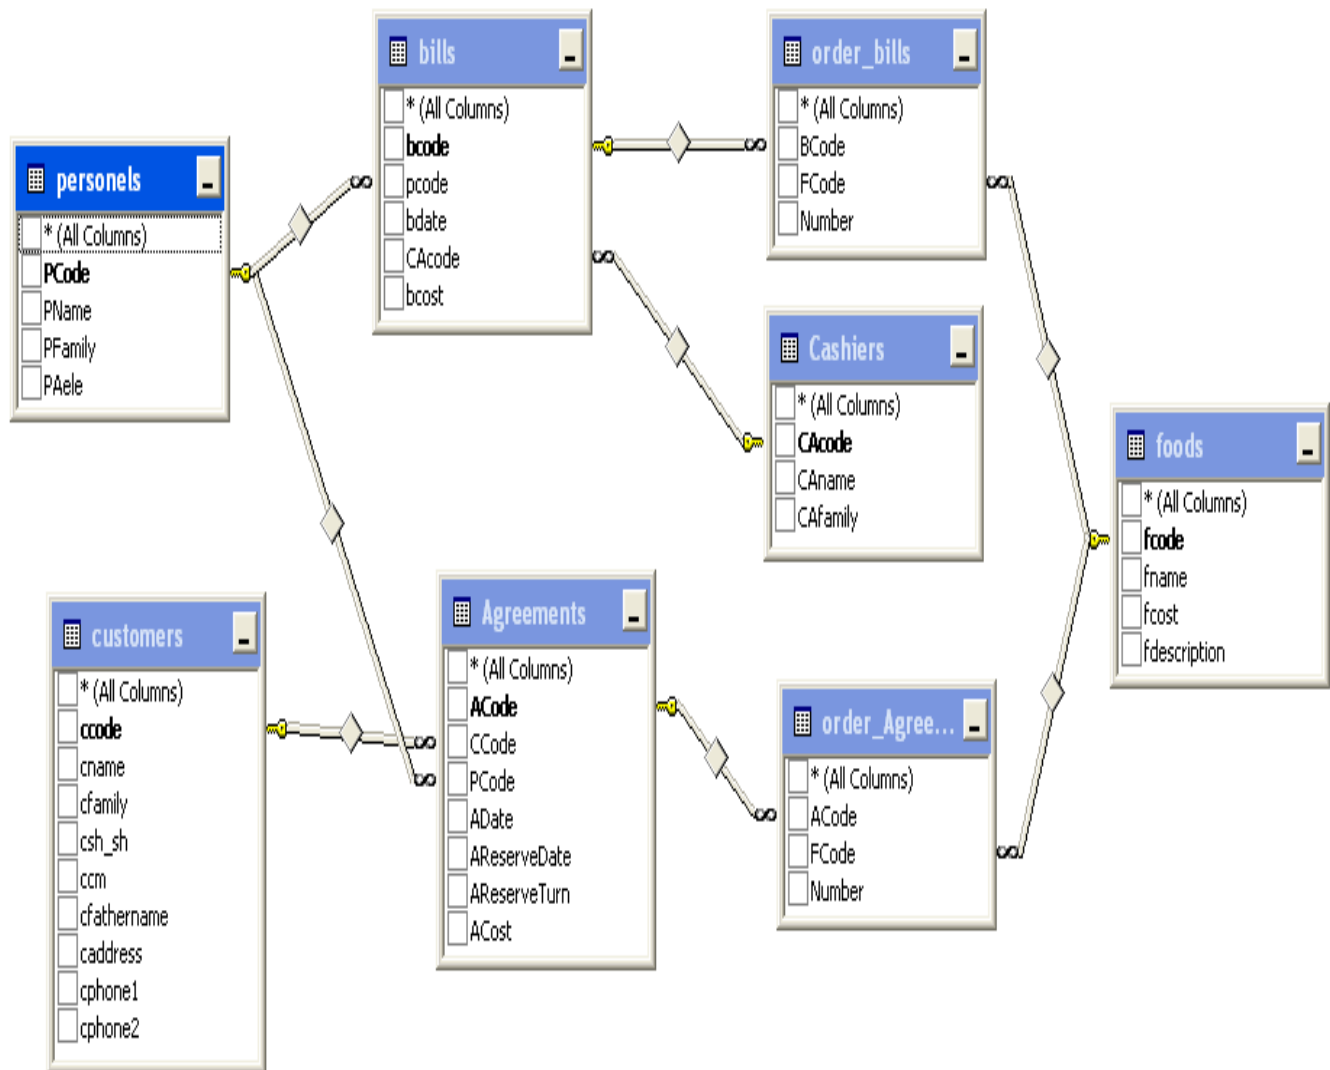 personels
* (All Columns)
PCode
PName
PFamily
PAele
bills
* (All Columns)
bcode
pcode
bdate
CAcode
bcost
order_bills
* (All Columns)
BCode
FCode
Number
Cashiers
* (All Columns)
CAcode
CAname
CAfamily
foods
* (All Columns)
fcode
fname
fcost
fdescription
customers
* (All Columns)
ccode
cname
cfamily
csh_sh
ccm
cfathername
caddress
cphone1
cphone2
Agreements
* (All Columns)
ACode
CCode
PCode
ADate
AReserveDate
AReserveTurn
ACost
order_Agree...
* (All Columns)
ACode
FCode
Number